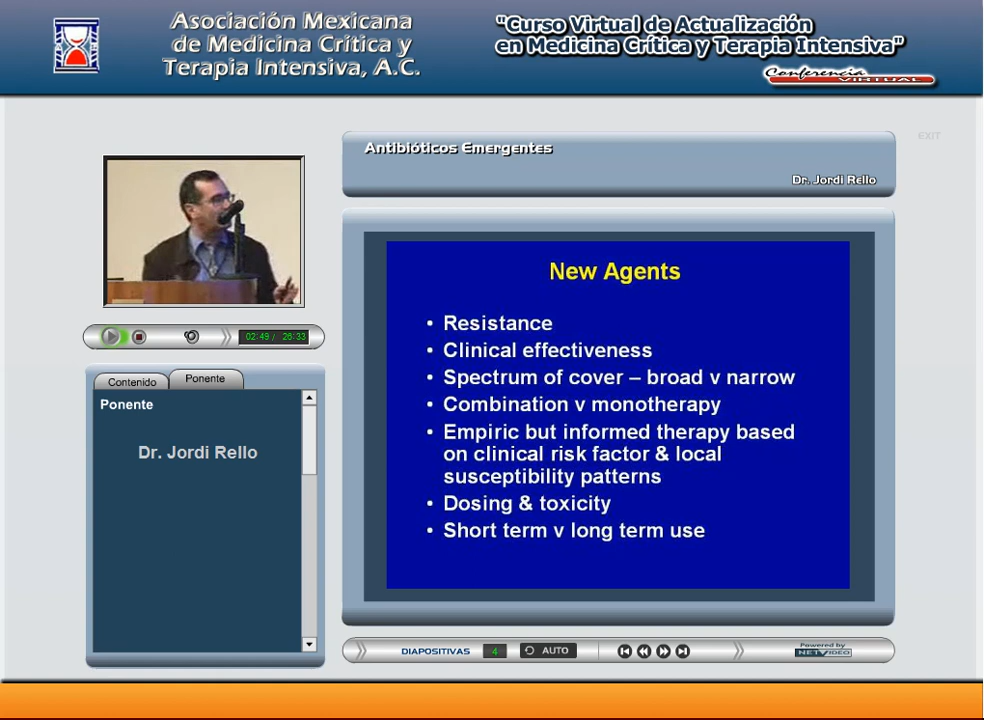 Asociación Mexicana
de Medicina Crítica y
Terapia Intensiva, A.C.
"Curso Virtual de Actualización
en Medicina Crítica y Terapia Intensiva"
Conferencia
VIRTUAL
EXIT
Antibióticos Emergentes
Dr. Jordi Rello
02:49 / 26:33
Contenido
Ponente
Ponente
Dr. Jordi Rello
New Agents
• Resistance
• Clinical effectiveness
• Spectrum of cover – broad v narrow
• Combination v monotherapy
• Empiric but informed therapy based
on clinical risk factor & local
susceptibility patterns
• Dosing & toxicity
• Short term v long term use
DIAPOSITIVAS 4 AUTO
Powered by
NETVIDEO